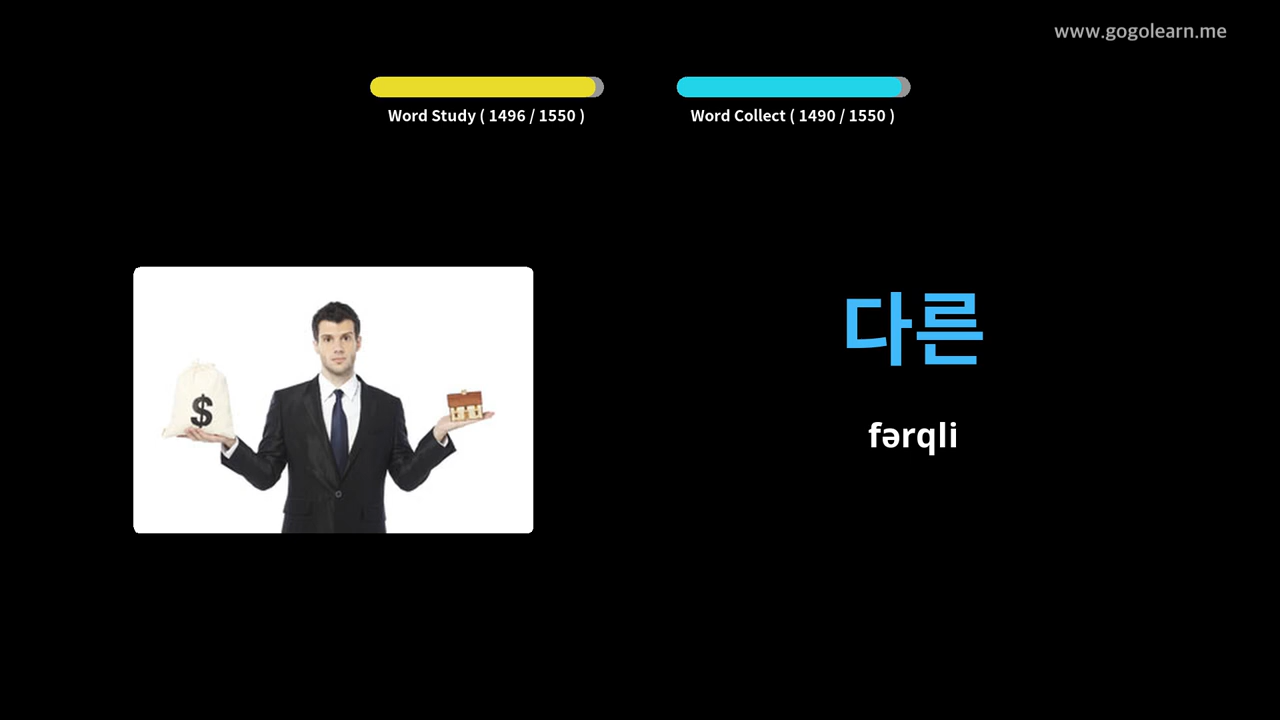 www.gogolearn.me
Word Study ( 1496 / 1550 )
Word Collect ( 1490 / 1550 )
$
다른
fərqli